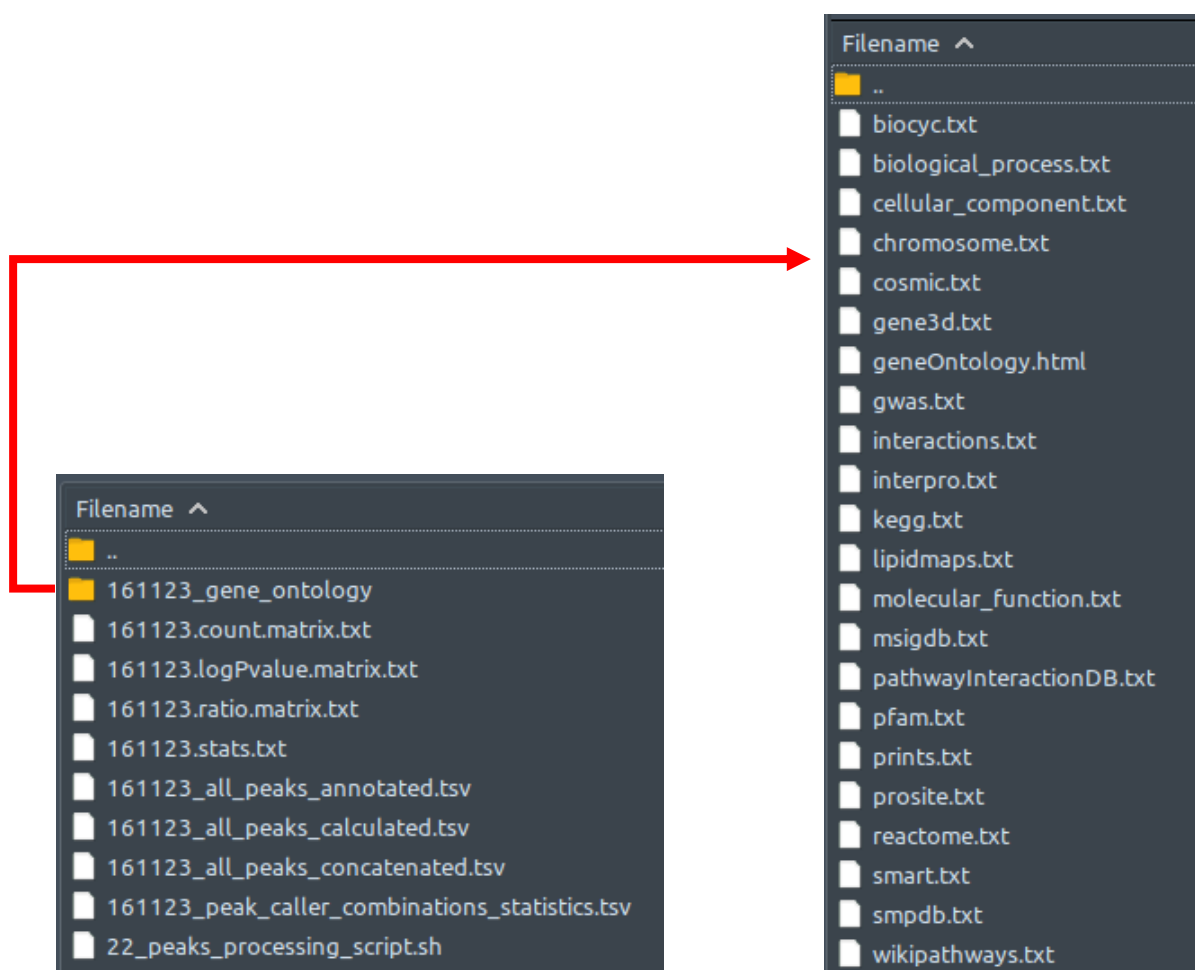 Filename
..
161123_gene_ontology
161123.count.matrix.txt
161123.logPvalue.matrix.txt
161123.ratio.matrix.txt
161123.stats.txt
161123_all_peaks_annotated.tsv
161123_all_peaks_calculated.tsv
161123_all_peaks_concatenated.tsv
161123_peak_caller_combinations_statistics.tsv
22_peaks_processing_script.sh
Filename
..
biocyc.txt
biological_process.txt
cellular_component.txt
chromosome.txt
cosmic.txt
gene3d.txt
geneOntology.html
gwas.txt
interactions.txt
interpro.txt
kegg.txt
lipidmaps.txt
molecular_function.txt
msigdb.txt
pathwayInteractionDB.txt
pfam.txt
prints.txt
prosite.txt
reactome.txt
smart.txt
smpdb.txt
wikipathways.txt